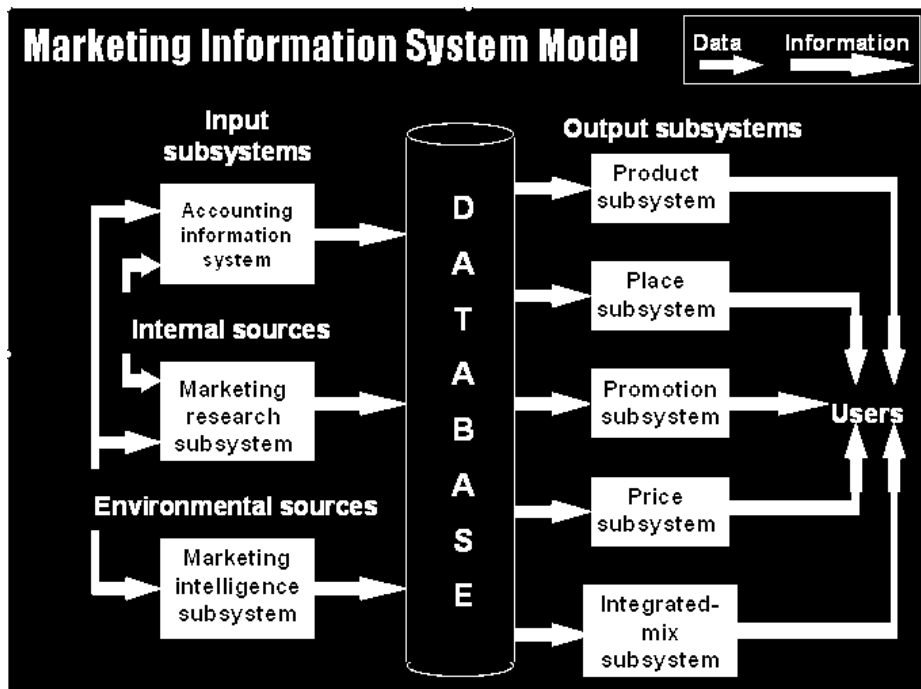 Marketing Information System Model
Data
Information
Input
subsystems
Accounting
information
system
Internal sources
Marketing
research
subsystem
Environmental sources
Marketing
intelligence
subsystem
D
A
T
A
B
A
S
E
Output subsystems
Product
subsystem
Place
subsystem
Promotion
subsystem
Price
subsystem
Integrated-
mix
subsystem
Users